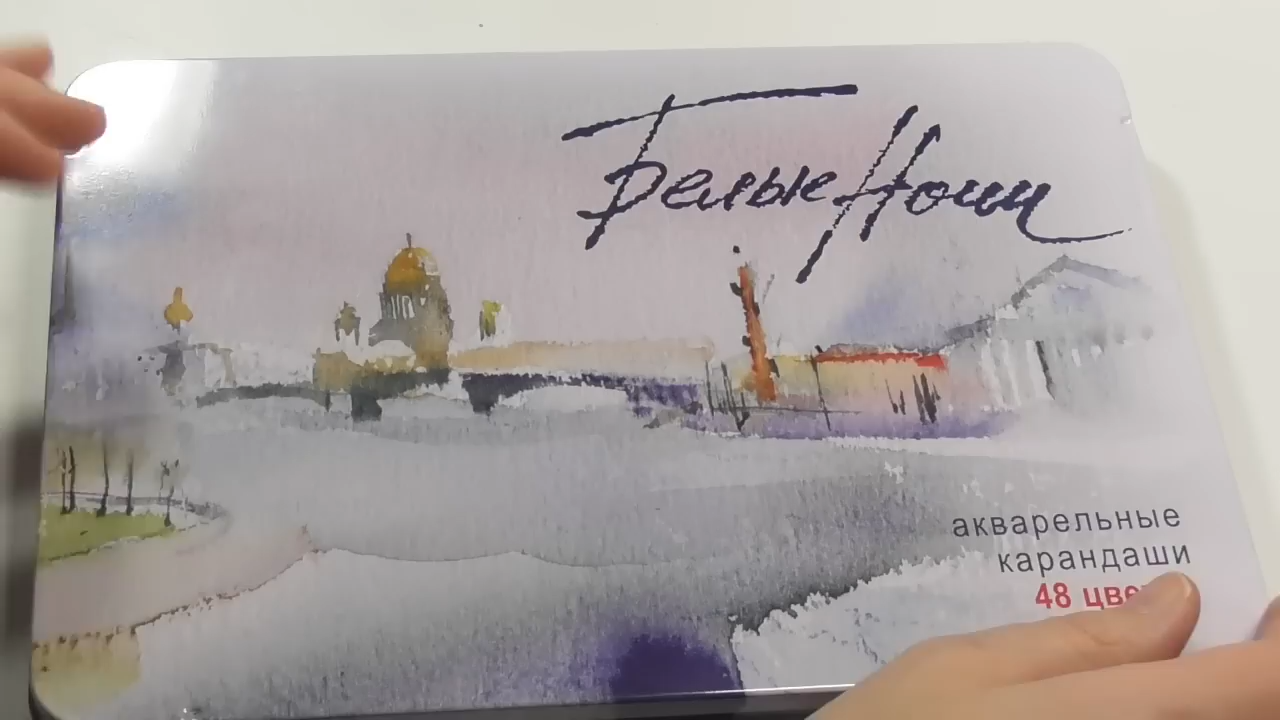 Белые Ночи
акварельные
карандаши
48